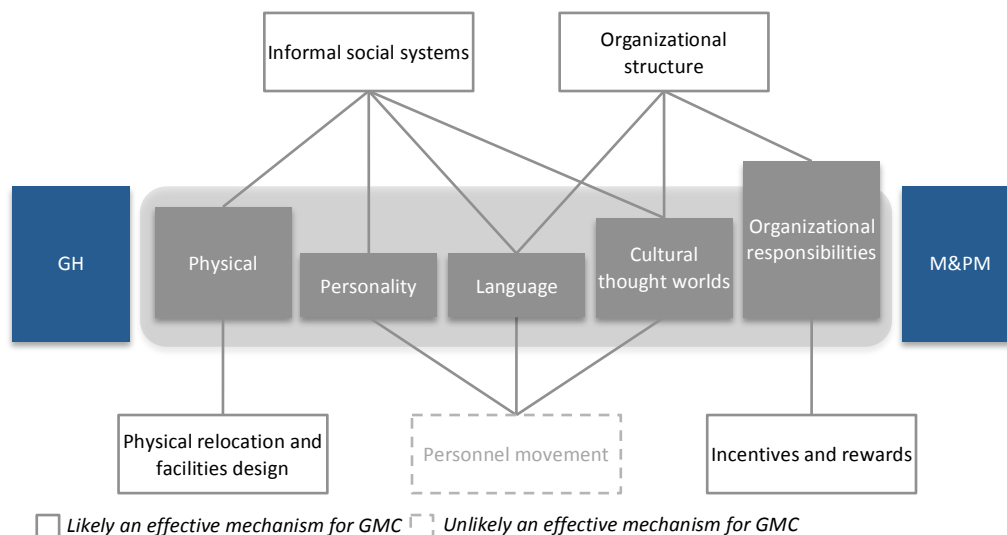 Informal social systems
Organizational
structure
GH
Physical
Personality
Language
Cultural
thought worlds
Organizational
responsibilities
M&PM
Physical relocation and
facilities design
Personnel movement
Incentives and rewards
Likely an effective mechanism for GMC
Unlikely an effective mechanism for GMC